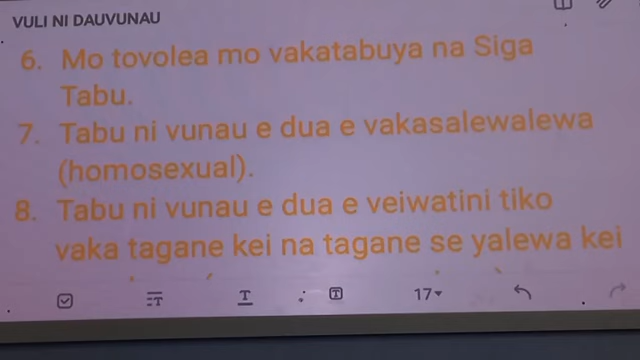 VULI NI DAUVUNAU
6. Mo tovolea mo vakatabuya na Siga
Tabu.
7. Tabu ni vunau e dua e vakasalewalewa
(homosexual).
8. Tabu ni vunau e dua e veiwatini tiko
vaka tagane kei na tagane se yalewa kei
17